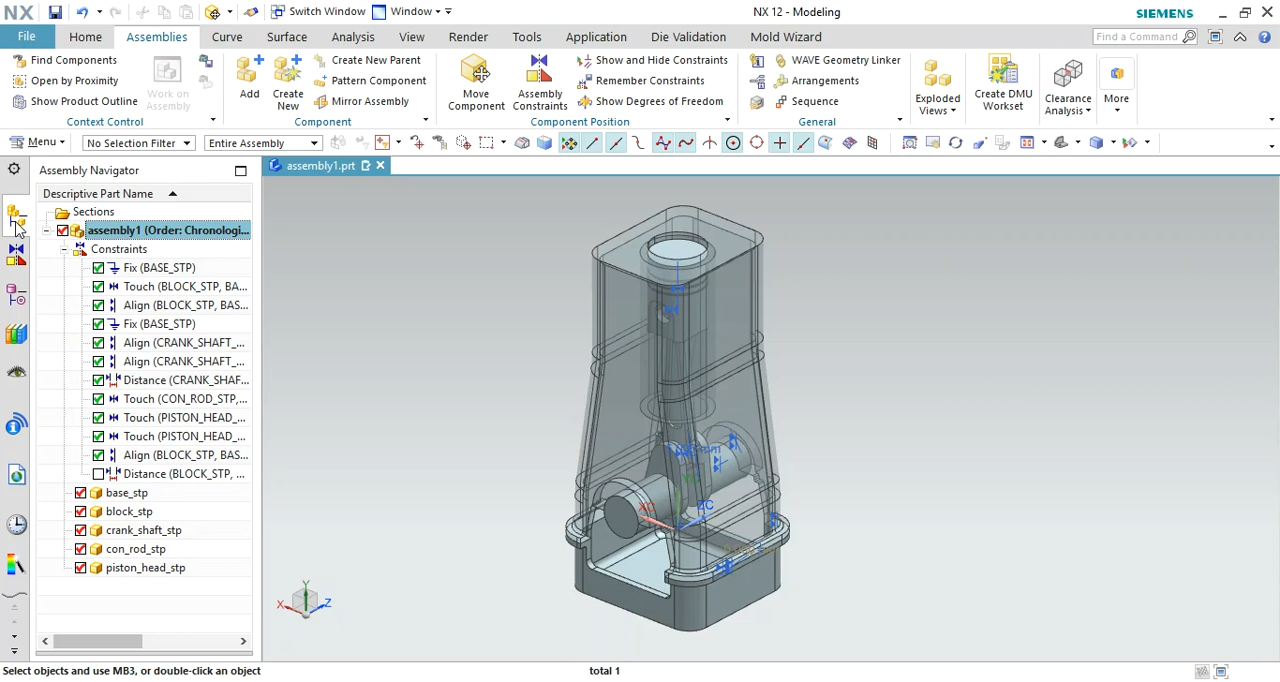 NX Switch Window Window NX 12 - Modeling SIEMENS
File Home Assemblies Curve Surface Analysis View Render Tools Application Die Validation Mold Wizard Find a Command
Find Components
Open by Proximity
Show Product Outline
Work on Assembly
Context Control
Add
Create New
Create New Parent
Pattern Component
Mirror Assembly
Component
Move Component
Assembly Constraints
Show and Hide Constraints
Remember Constraints
Show Degrees of Freedom
Component Position
WAVE Geometry Linker
Arrangements
Sequence
General
Exploded Views
Create DMU Workset
Clearance Analysis
More
Menu No Selection Filter Entire Assembly
Assembly Navigator
assembly1.prt
Descriptive Part Name
Sections
assembly1 (Order: Chronologi...
Constraints
Fix (BASE_STP)
Touch (BLOCK_STP, BA...
Align (BLOCK_STP, BAS...
Fix (BASE_STP)
Align (CRANK_SHAFT_...
Align (CRANK_SHAFT_...
Distance (CRANK_SHAF...
Touch (CON_ROD_STP,...
Touch (PISTON_HEAD_...
Touch (PISTON_HEAD_...
Align (BLOCK_STP, BAS...
Distance (BLOCK_STP, ...
base_stp
block_stp
crank_shaft_stp
con_rod_stp
piston_head_stp
XC
ZC
Y
X
Z
Select objects and use MB3, or double-click an object total 1